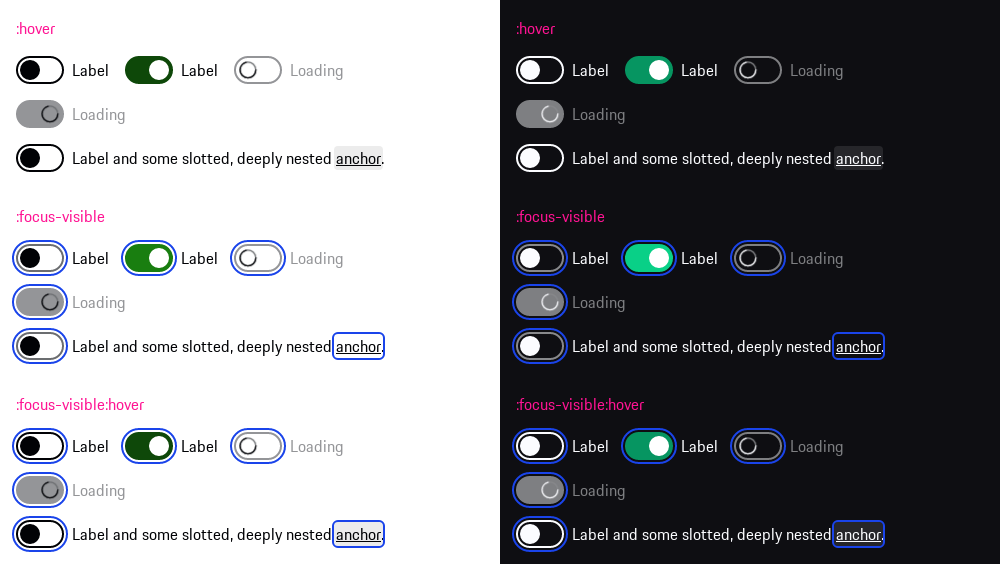 :hover
Label Label Loading
Loading
Label and some slotted, deeply nested anchor.
:focus-visible
Label Label Loading
Loading
Label and some slotted, deeply nested anchor.
:focus-visible:hover
Label Label Loading
Loading
Label and some slotted, deeply nested anchor.
:hover
Label Label Loading
Loading
Label and some slotted, deeply nested anchor.
:focus-visible
Label Label Loading
Loading
Label and some slotted, deeply nested anchor.
:focus-visible:hover
Label Label Loading
Loading
Label and some slotted, deeply nested anchor.